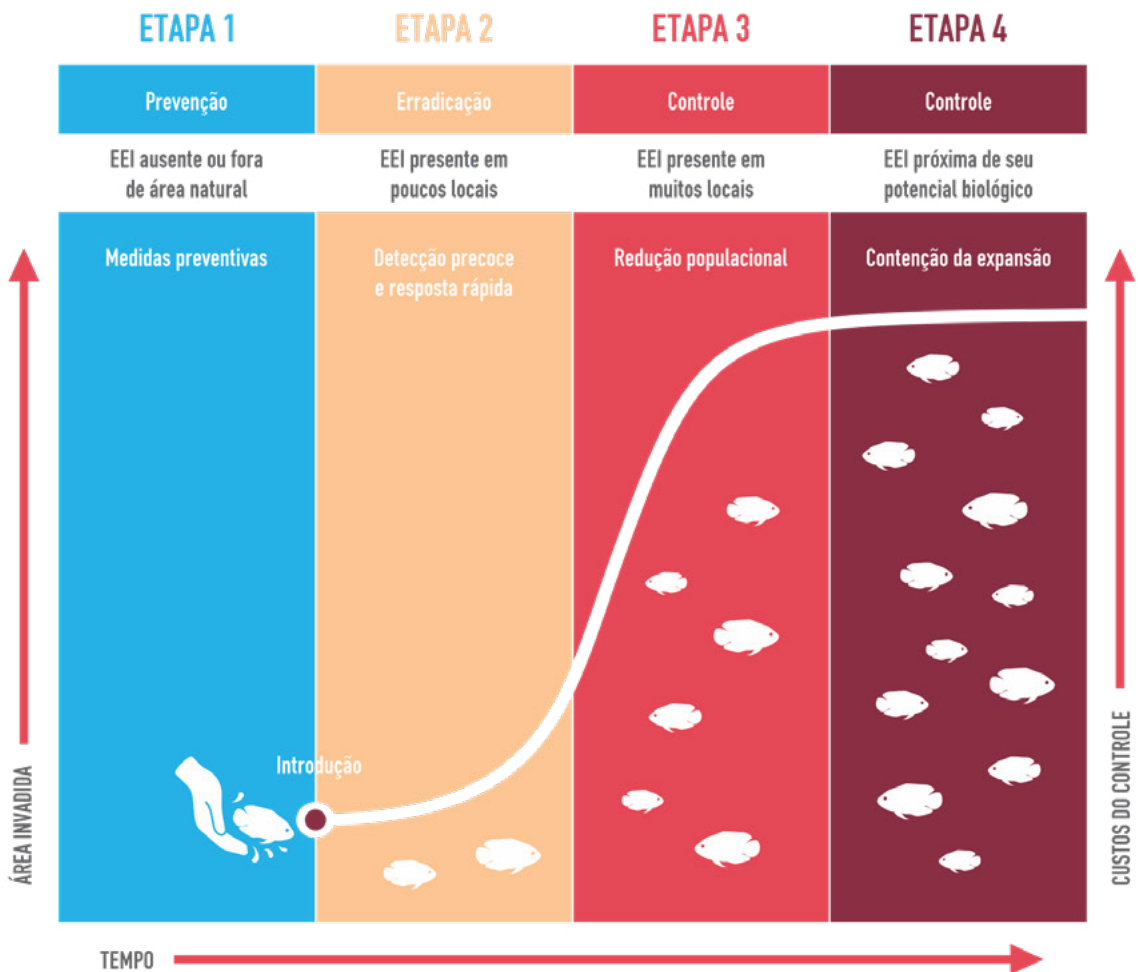 ETAPA 1
ETAPA 2
ETAPA 3
ETAPA 4
Prevenção
Erradicação
Controle
Controle
EEI ausente ou fora
de área natural
EEI presente em
poucos locais
EEI presente em
muitos locais
EEI próxima de seu
potencial biológico
Medidas preventivas
Detecção precoce
e resposta rápida
Redução populacional
Contenção da expansão
Introdução
ÁREA INVADIDA
CUSTOS DO CONTROLE
TEMPO